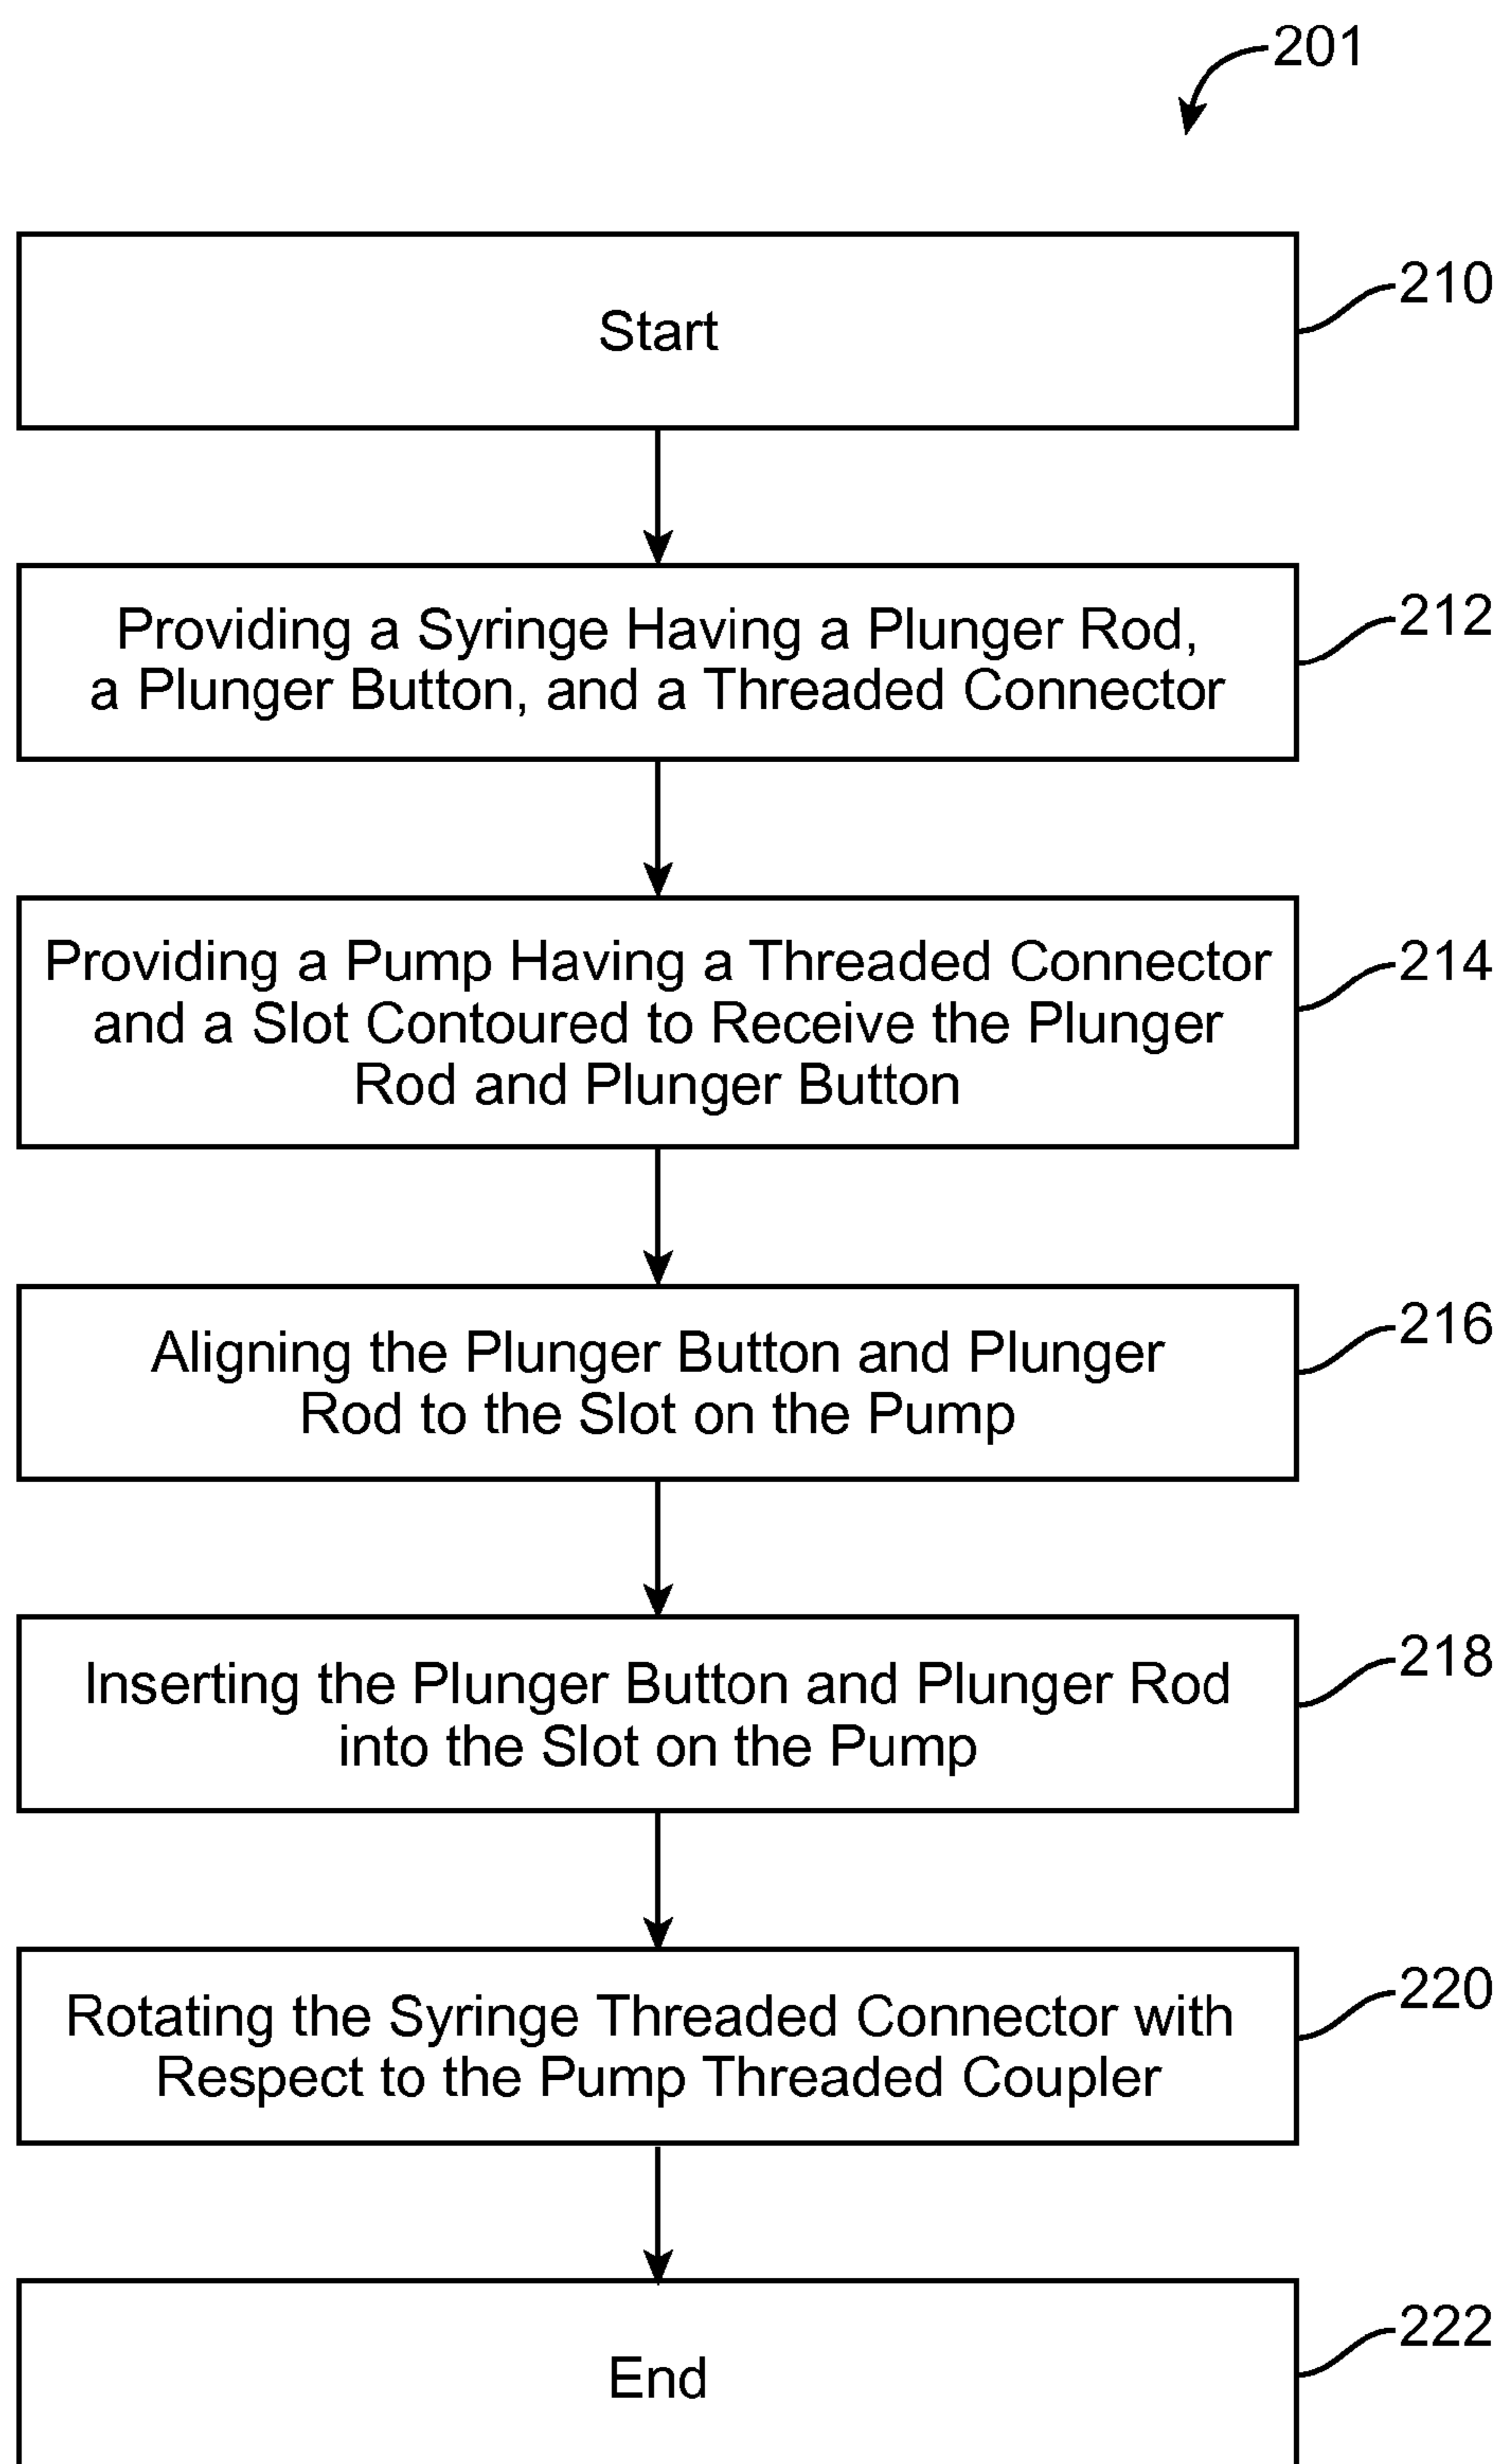 201
Start
210
Providing a Syringe Having a Plunger Rod,
a Plunger Button, and a Threaded Connector
212
Providing a Pump Having a Threaded Connector
and a Slot Contoured to Receive the Plunger
Rod and Plunger Button
214
Aligning the Plunger Button and Plunger
Rod to the Slot on the Pump
216
Inserting the Plunger Button and Plunger Rod
into the Slot on the Pump
218
Rotating the Syringe Threaded Connector with
Respect to the Pump Threaded Coupler
220
End
222